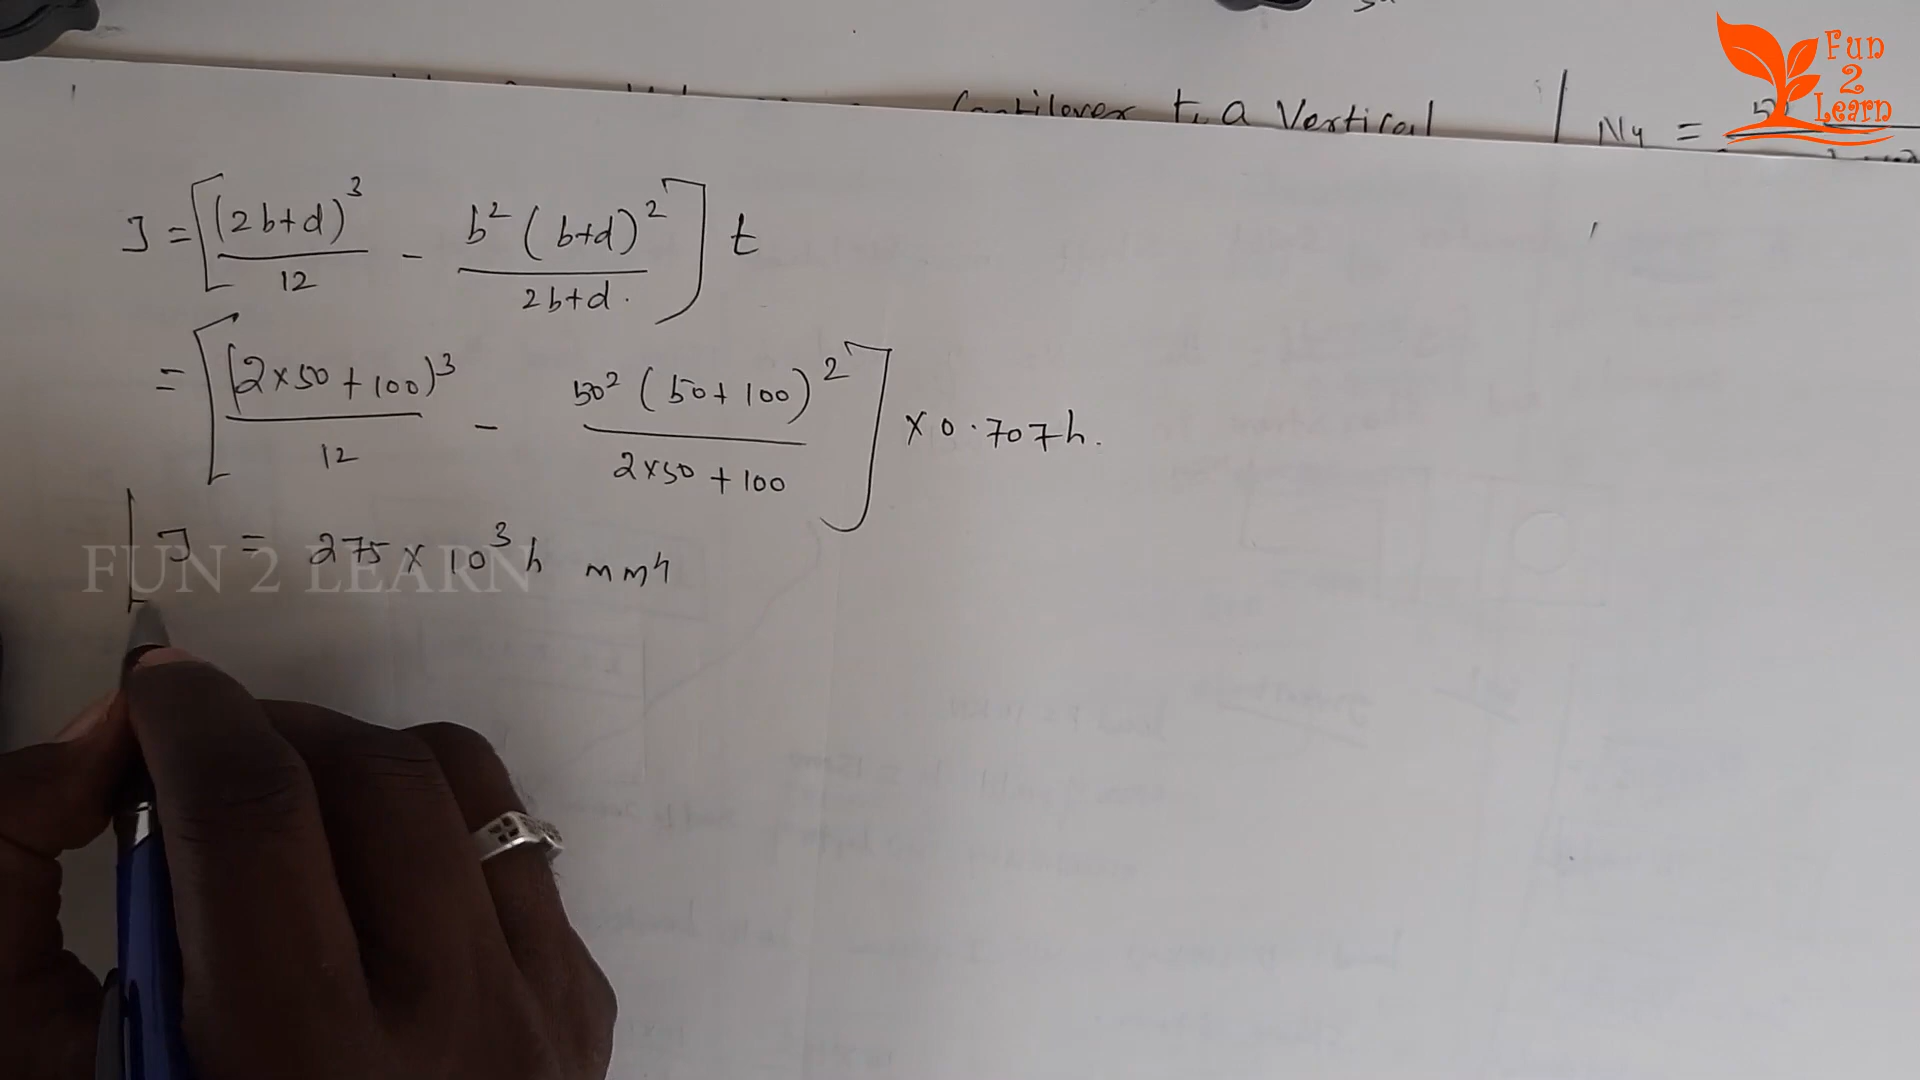 Fun
2
Learn
Cantilever to a Vertical
Ny =
J = [(2b+d)³/12 - b²(b+d)²/2b+d.] t
= [(2×50+100)³/12 - 50²(50+100)²/2×50+100] × 0.707h.
J = 275×10³h mm4
FUN 2 LEARN